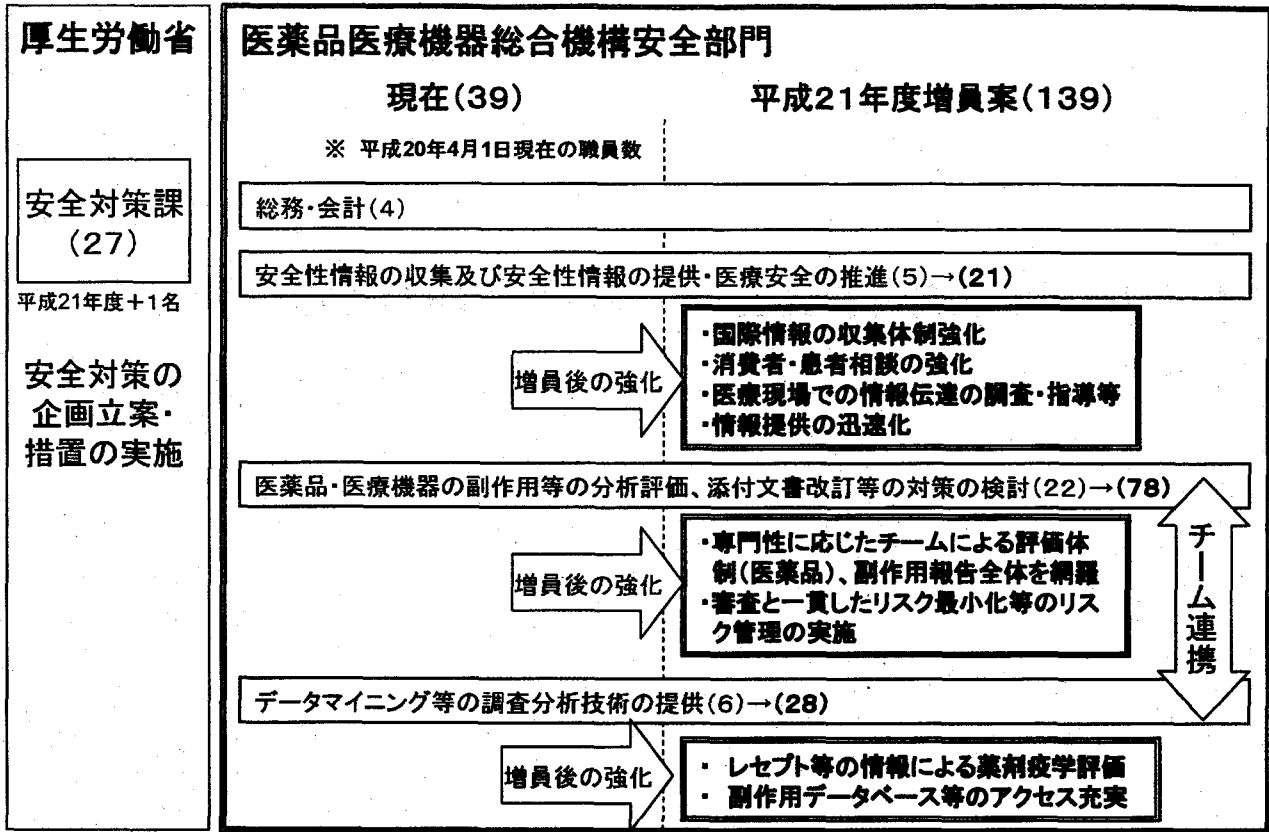 厚生労働省
安全対策課
(27)
平成21年度+1名
安全対策の
企画立案・
措置の実施
医薬品医療機器総合機構安全部門
現在(39)
平成21年度増員案(139)
※ 平成20年4月1日現在の職員数
総務・会計(4)
安全性情報の収集及び安全性情報の提供・医療安全の推進(5)→(21)
増員後の強化
・国際情報の収集体制強化
・消費者・患者相談の強化
・医療現場での情報伝達の調査・指導等
・情報提供の迅速化
医薬品・医療機器の副作用等の分析評価、添付文書改訂等の対策の検討(22)→(78)
増員後の強化
・専門性に応じたチームによる評価体
制(医薬品)、副作用報告全体を網羅
・審査と一貫したリスク最小化等のリス
ク管理の実施
チーム連携
データマイニング等の調査分析技術の提供(6)→(28)
増員後の強化
・ レセプト等の情報による薬剤疫学評価
・ 副作用データベース等のアクセス充実